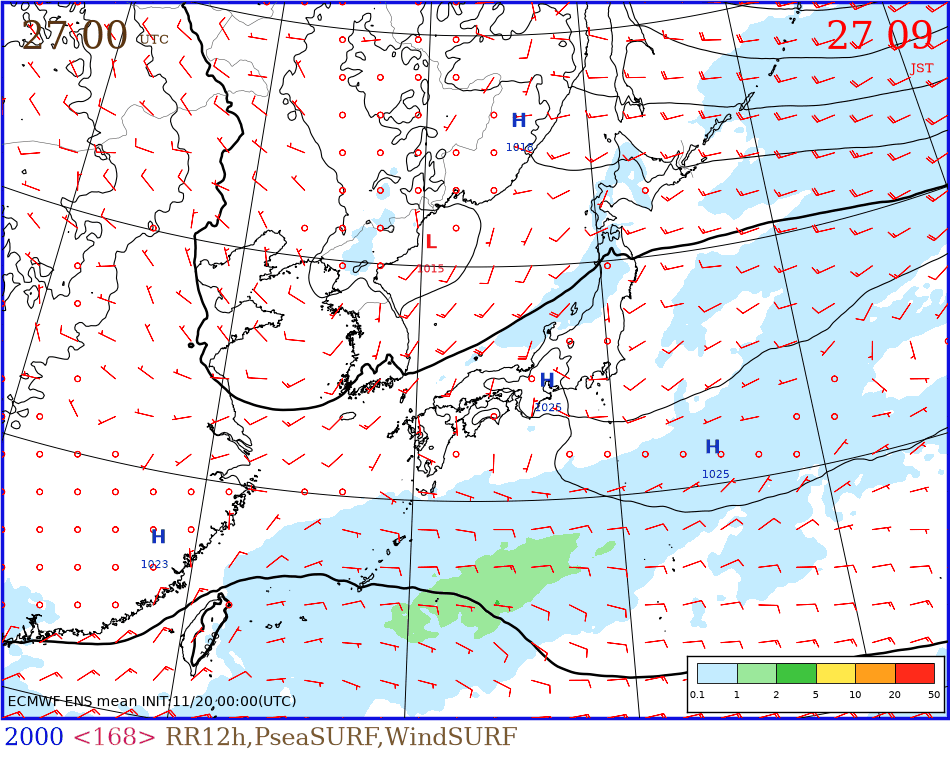 27 00 UTC
27 09
JST
H
1018
L
1015
H
1025
H
1025
H
1023
1020
0.1 1 2 5 10 20 50
ECMWF ENS mean INIT:11/20 00:00(UTC)
2000 <168> RR12h,PseaSURF,WindSURF